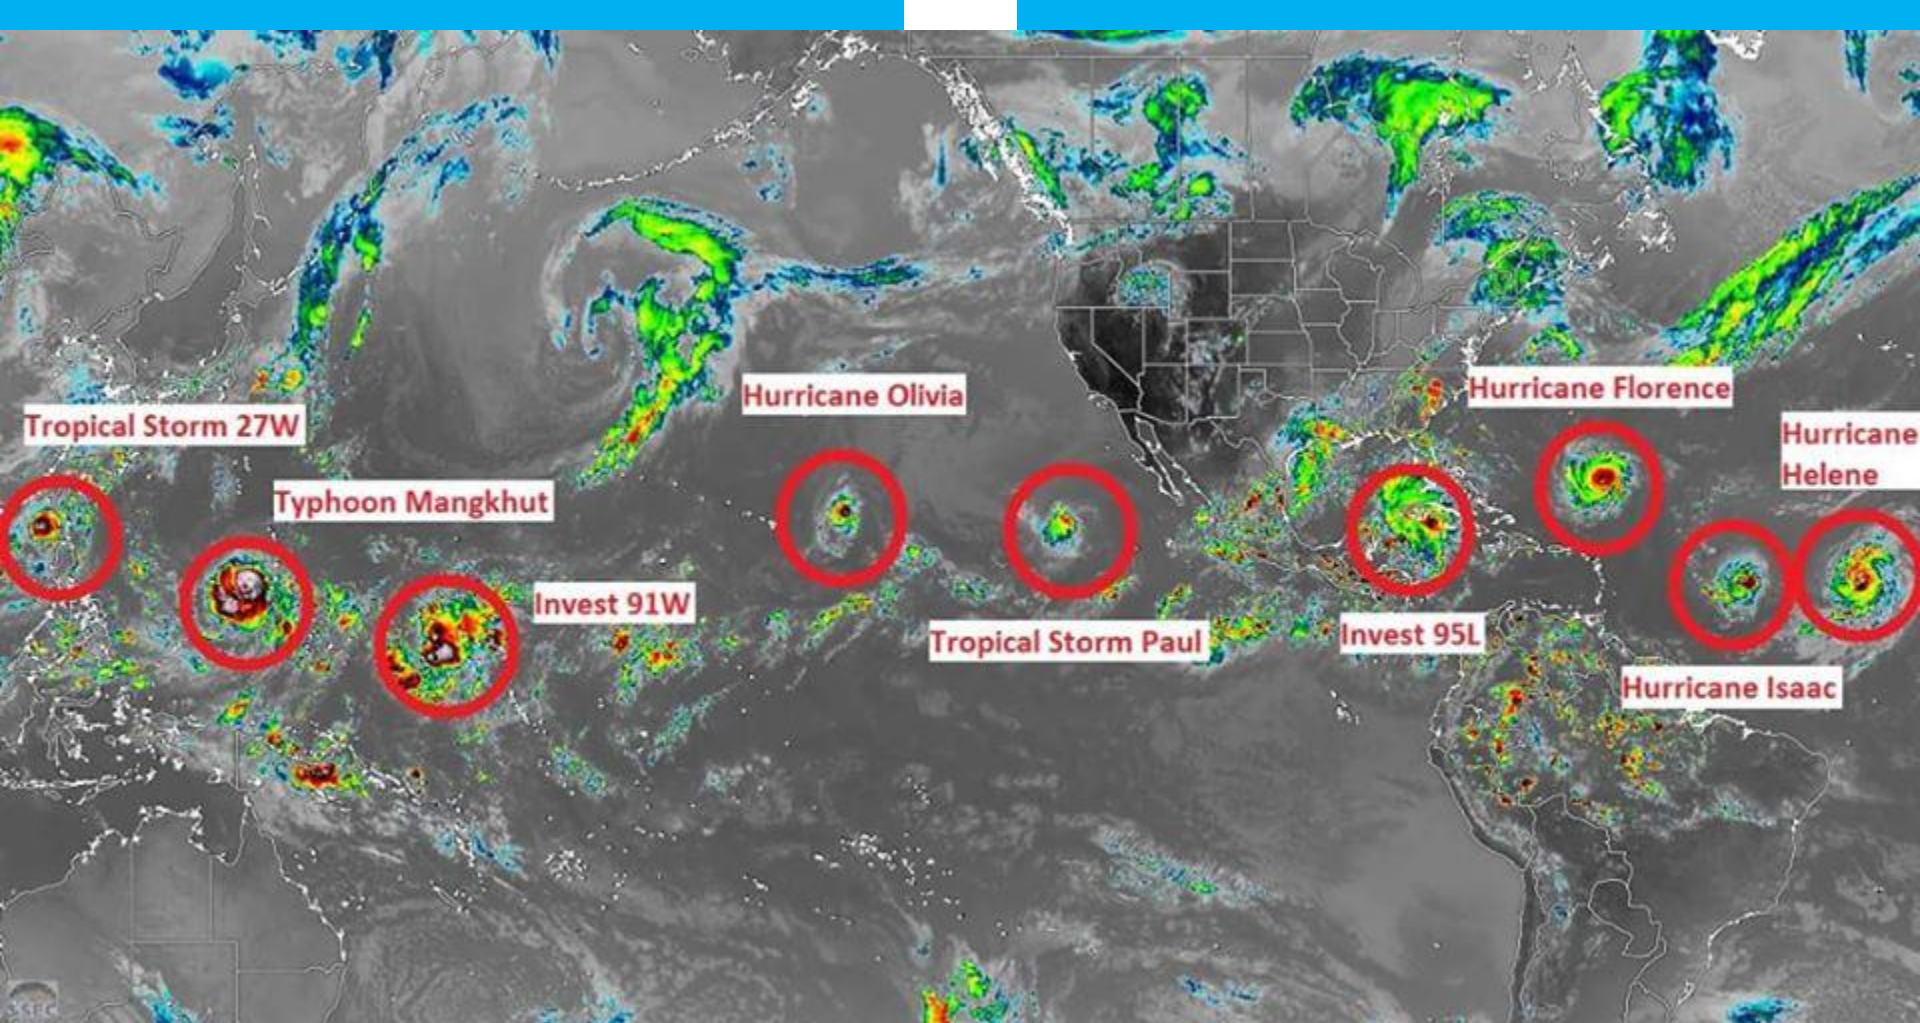 Hurricane Olivia
Hurricane Florence
Tropical Storm 27W
Hurricane
Helene
Typhoon Mangkhut
Invest 91W
Tropical Storm Paul
Invest 95L
Hurricane Isaac